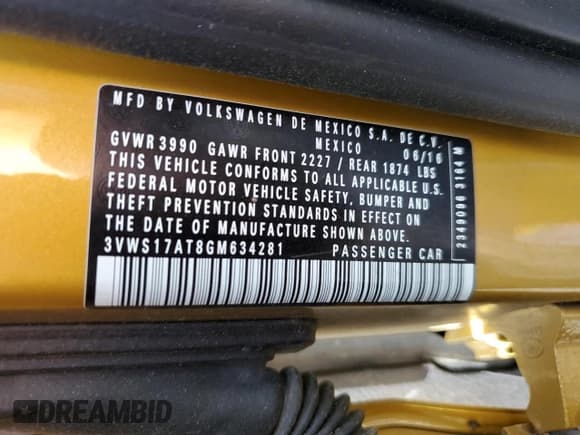 MFD BY VOLKSWAGEN DE MEXICO S.A. DE C.V.
MEXICO 06/16
GVWR 3990 GAWR FRONT 2227 / REAR 1874 LBS
THIS VEHICLE CONFORMS TO ALL APPLICABLE U.S.
FEDERAL MOTOR VEHICLE SAFETY, BUMPER AND
THEFT PREVENTION STANDARDS IN EFFECT ON
THE DATE OF MANUFACTURE SHOWN ABOVE.
3VWS17AT8GM634281 PASSENGER CAR
2349096 3164 M
DREAMBID